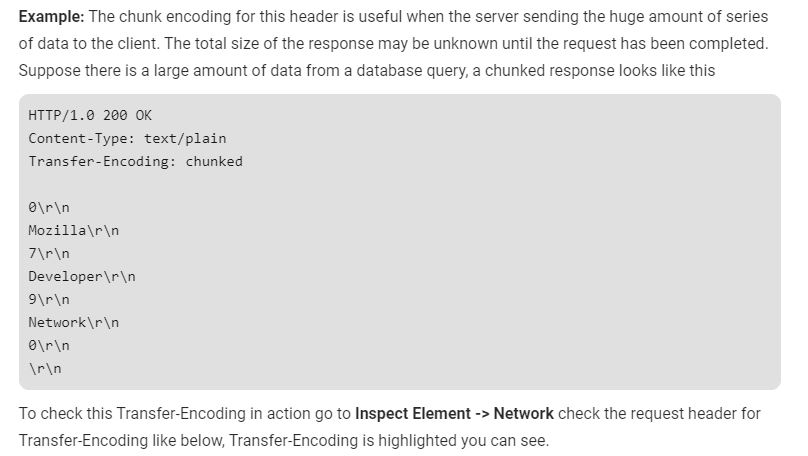 Example: The chunk encoding for this header is useful when the server sending the huge amount of series
of data to the client. The total size of the response may be unknown until the request has been completed.
Suppose there is a large amount of data from a database query, a chunked response looks like this
HTTP/1.0 200 OK
Content-Type: text/plain
Transfer-Encoding: chunked
0\r\n
Mozilla\r\n
7\r\n
Developer\r\n
9\r\n
Network\r\n
0\r\n
\r\n
To check this Transfer-Encoding in action go to Inspect Element -> Network check the request header for
Transfer-Encoding like below, Transfer-Encoding is highlighted you can see.